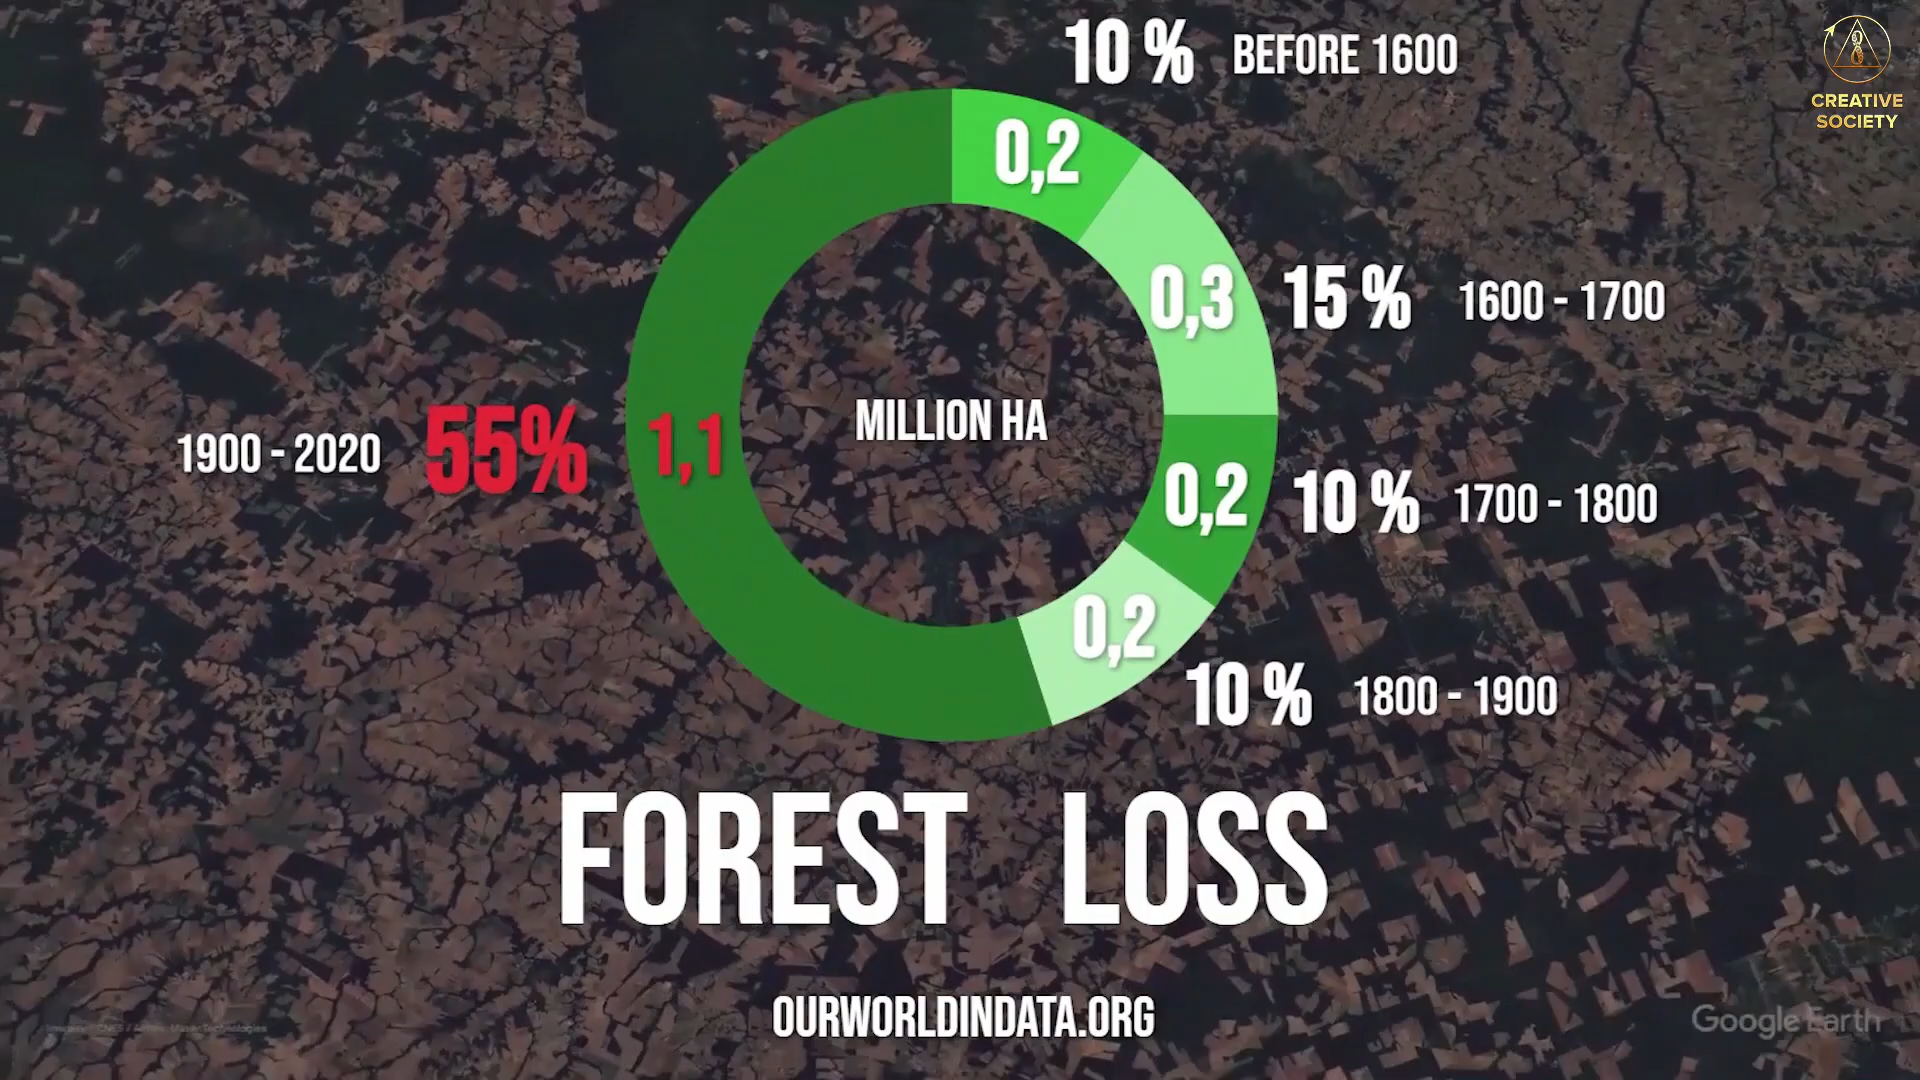 10 % BEFORE 1600
CREATIVE
SOCIETY
0,2
0,3 15 % 1600 - 1700
MILLION HA
1900 - 2020 55% 1,1
0,2 10 % 1700 - 1800
0,2
10 % 1800 - 1900
FOREST LOSS
OURWORLDINDATA.ORG
Google Earth